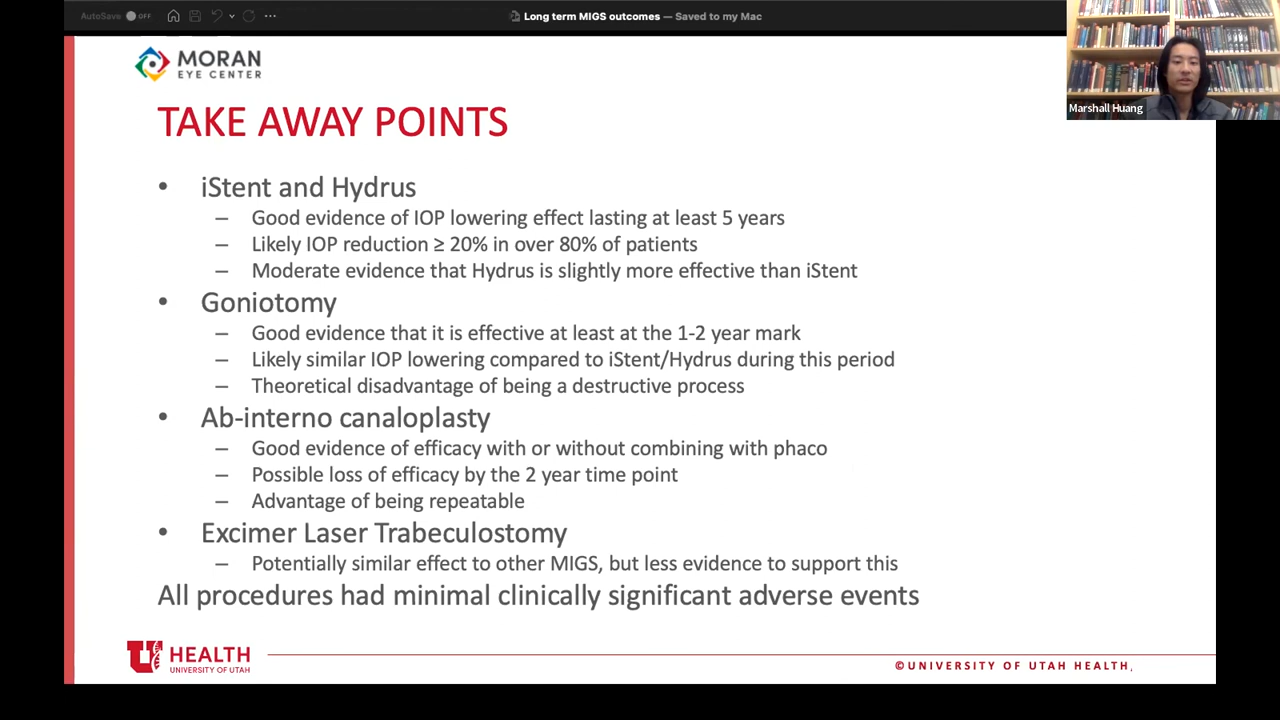 AutoSave OFF
Long term MIGS outcomes — Saved to my Mac
MORAN
EYE CENTER
Marshall Huang
TAKE AWAY POINTS
• iStent and Hydrus
– Good evidence of IOP lowering effect lasting at least 5 years
– Likely IOP reduction ≥ 20% in over 80% of patients
– Moderate evidence that Hydrus is slightly more effective than iStent
• Goniotomy
– Good evidence that it is effective at least at the 1-2 year mark
– Likely similar IOP lowering compared to iStent/Hydrus during this period
– Theoretical disadvantage of being a destructive process
• Ab-interno canaloplasty
– Good evidence of efficacy with or without combining with phaco
– Possible loss of efficacy by the 2 year time point
– Advantage of being repeatable
• Excimer Laser Trabeculostomy
– Potentially similar effect to other MIGS, but less evidence to support this
All procedures had minimal clinically significant adverse events
U HEALTH
UNIVERSITY OF UTAH
©UNIVERSITY OF UTAH HEALTH,